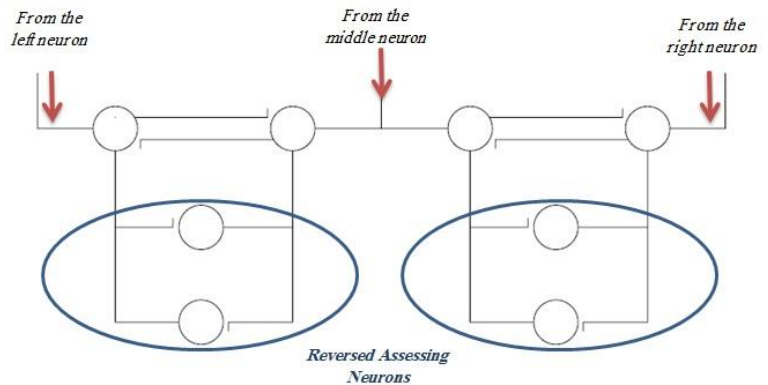 From the
left neuron
From the
middle neuron
From the
right neuron
Reversed Assessing
Neurons